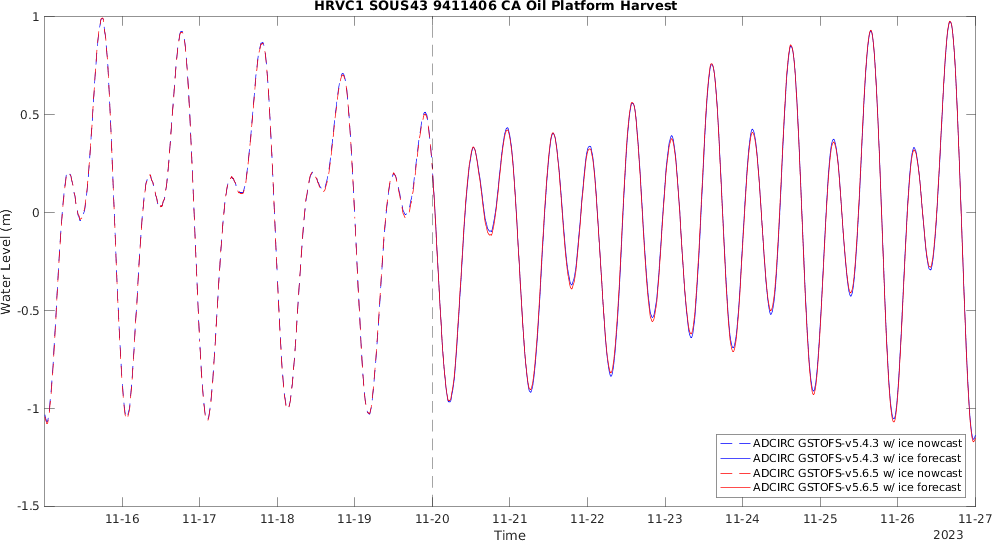 HRVC1 SOUS43 9411406 CA Oil Platform Harvest
1
0.5
0
-0.5
-1
-1.5
Water Level (m)
ADCIRC GSTOFS-v5.4.3 w/ ice nowcast
ADCIRC GSTOFS-v5.4.3 w/ ice forecast
ADCIRC GSTOFS-v5.6.5 w/ ice nowcast
ADCIRC GSTOFS-v5.6.5 w/ ice forecast
11-16 11-17 11-18 11-19 11-20 11-21 11-22 11-23 11-24 11-25 11-26 11-27
Time
2023